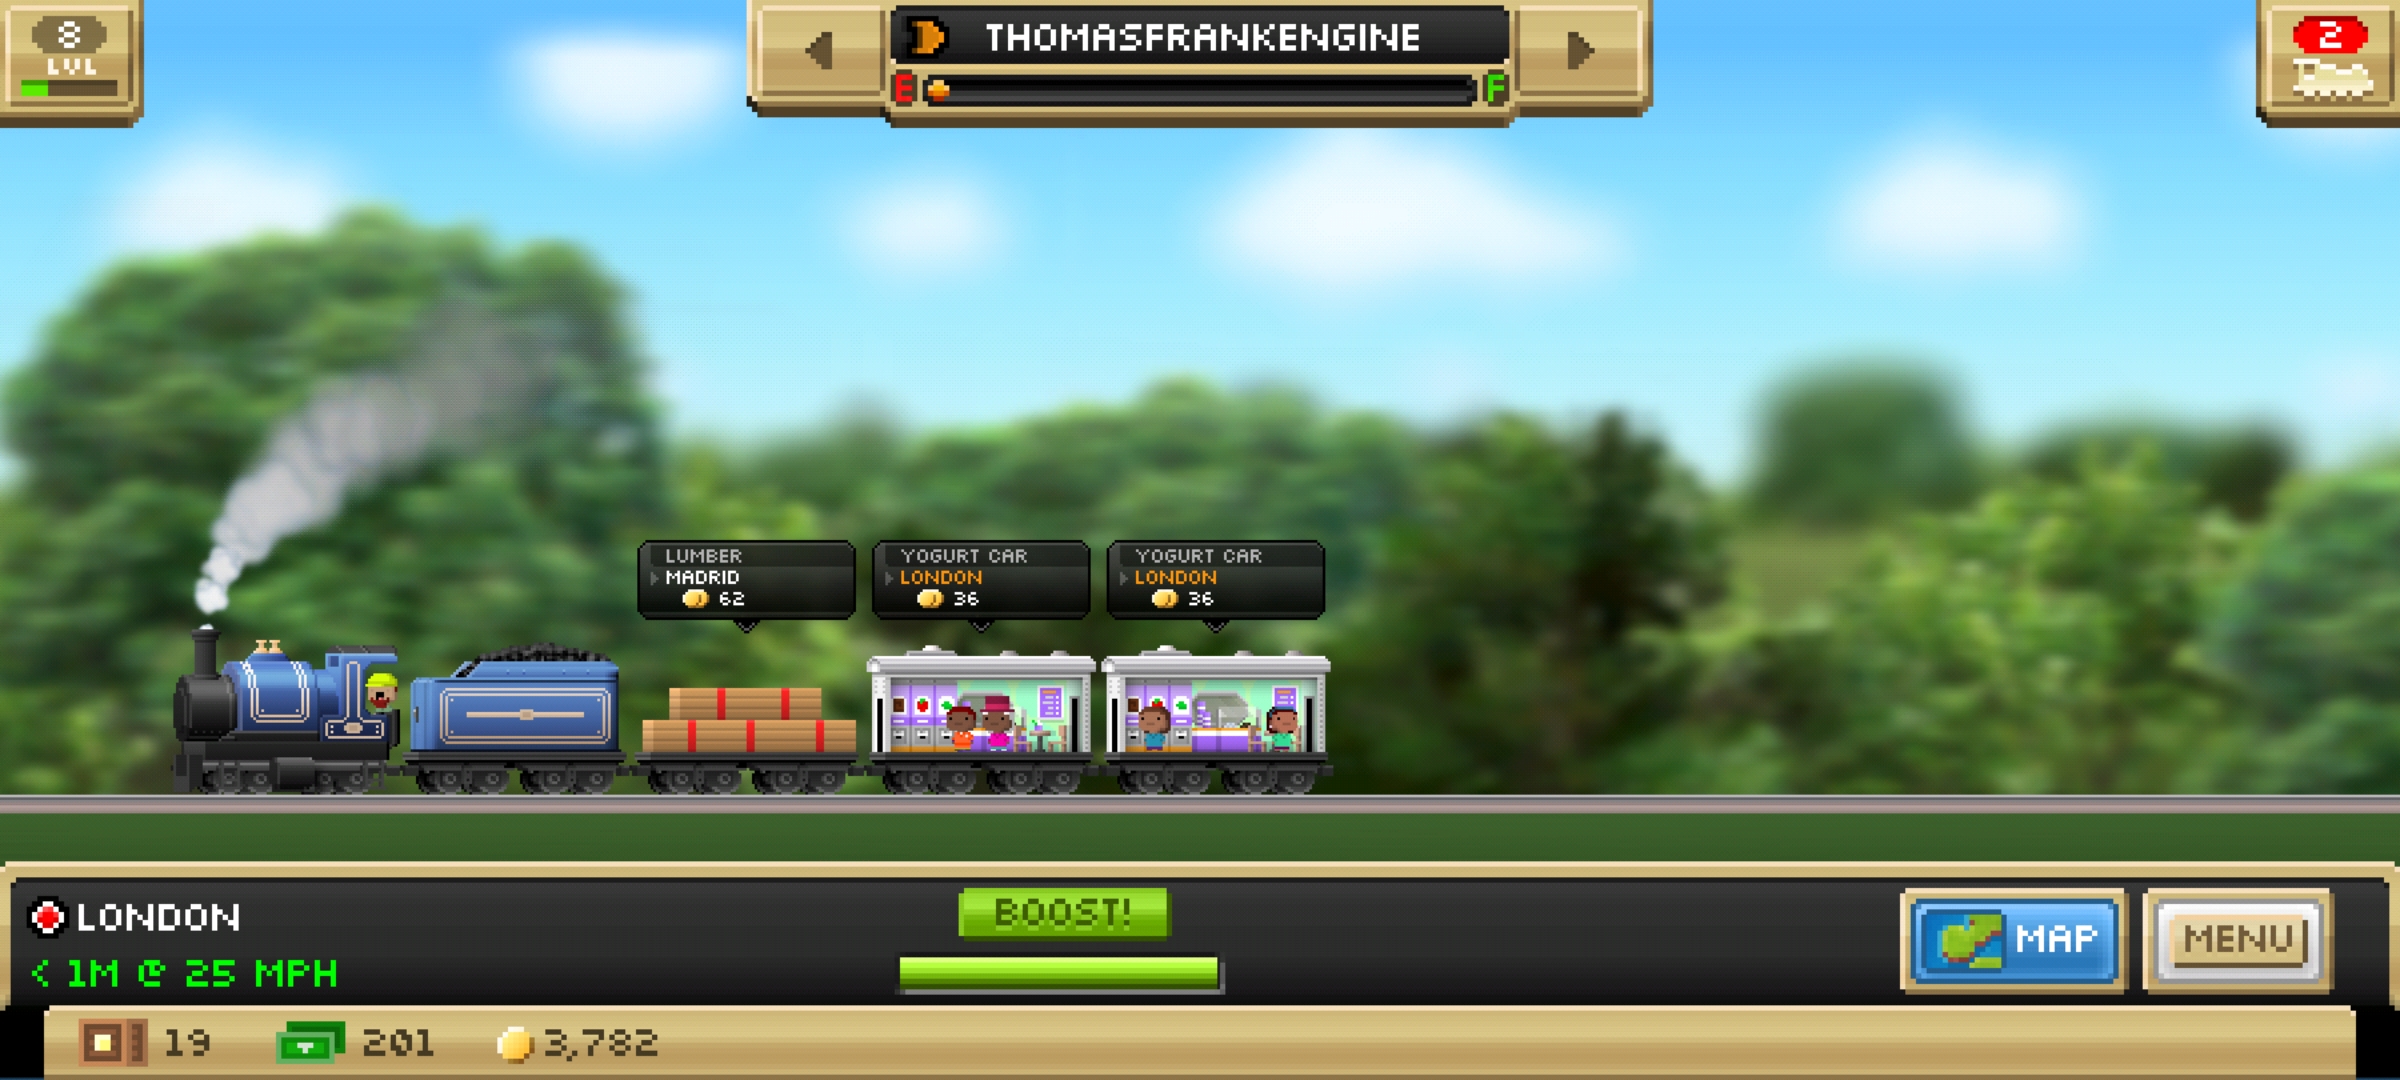 8
LVL
THOMASFRANKENGINE
E F
2
LUMBER
MADRID
62
YOGURT CAR
LONDON
36
YOGURT CAR
LONDON
36
LONDON
< 1M @ 25 MPH
BOOST!
MAP
MENU
19
201
3,782